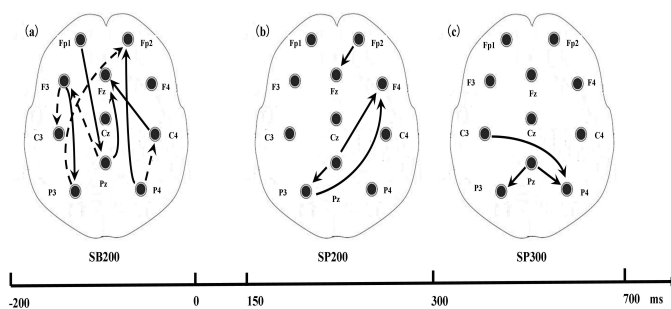 (a) (b) (c)
Fp1 Fp2 Fp1 Fp2 Fp1 Fp2
F3 Fz F4 F3 Fz F4 F3 Fz F4
C3 Cz C4 C3 Cz C4 C3 Cz C4
P3 Pz P4 P3 Pz P4 P3 Pz P4
SB200 SP200 SP300
-200 0 150 300 700 ms